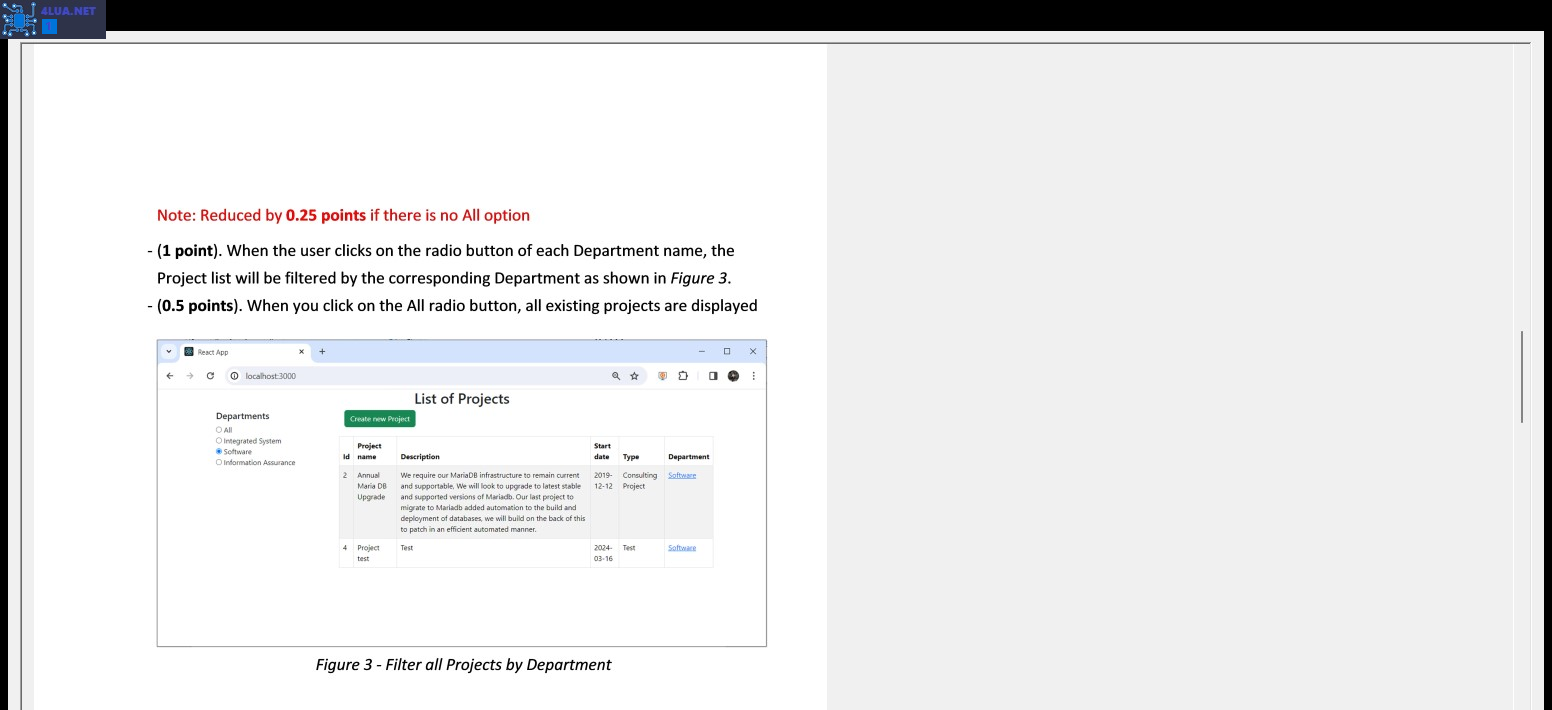 4LUA.NET
Note: Reduced by 0.25 points if there is no All option
- (1 point). When the user clicks on the radio button of each Department name, the
Project list will be filtered by the corresponding Department as shown in Figure 3.
- (0.5 points). When you click on the All radio button, all existing projects are displayed
React App
localhost:3000
List of Projects
Departments
All
Integrated System
Software
Information Assurance
Create new Project
Id Project name Description Start date Type Department
2 Annual Maria DB Upgrade
We require our MariaDB infrastructure to remain current
and supportable. We will look to upgrade to latest stable
and supported versions of Mariadb. Our last project to
migrate to Mariadb added automation to the build and
deployment of databases, we will build on the back of this
to patch in an efficient automated manner.
2019-12-12 Consulting Project Software
4 Project test Test 2024-03-16 Test Software
Figure 3 - Filter all Projects by Department